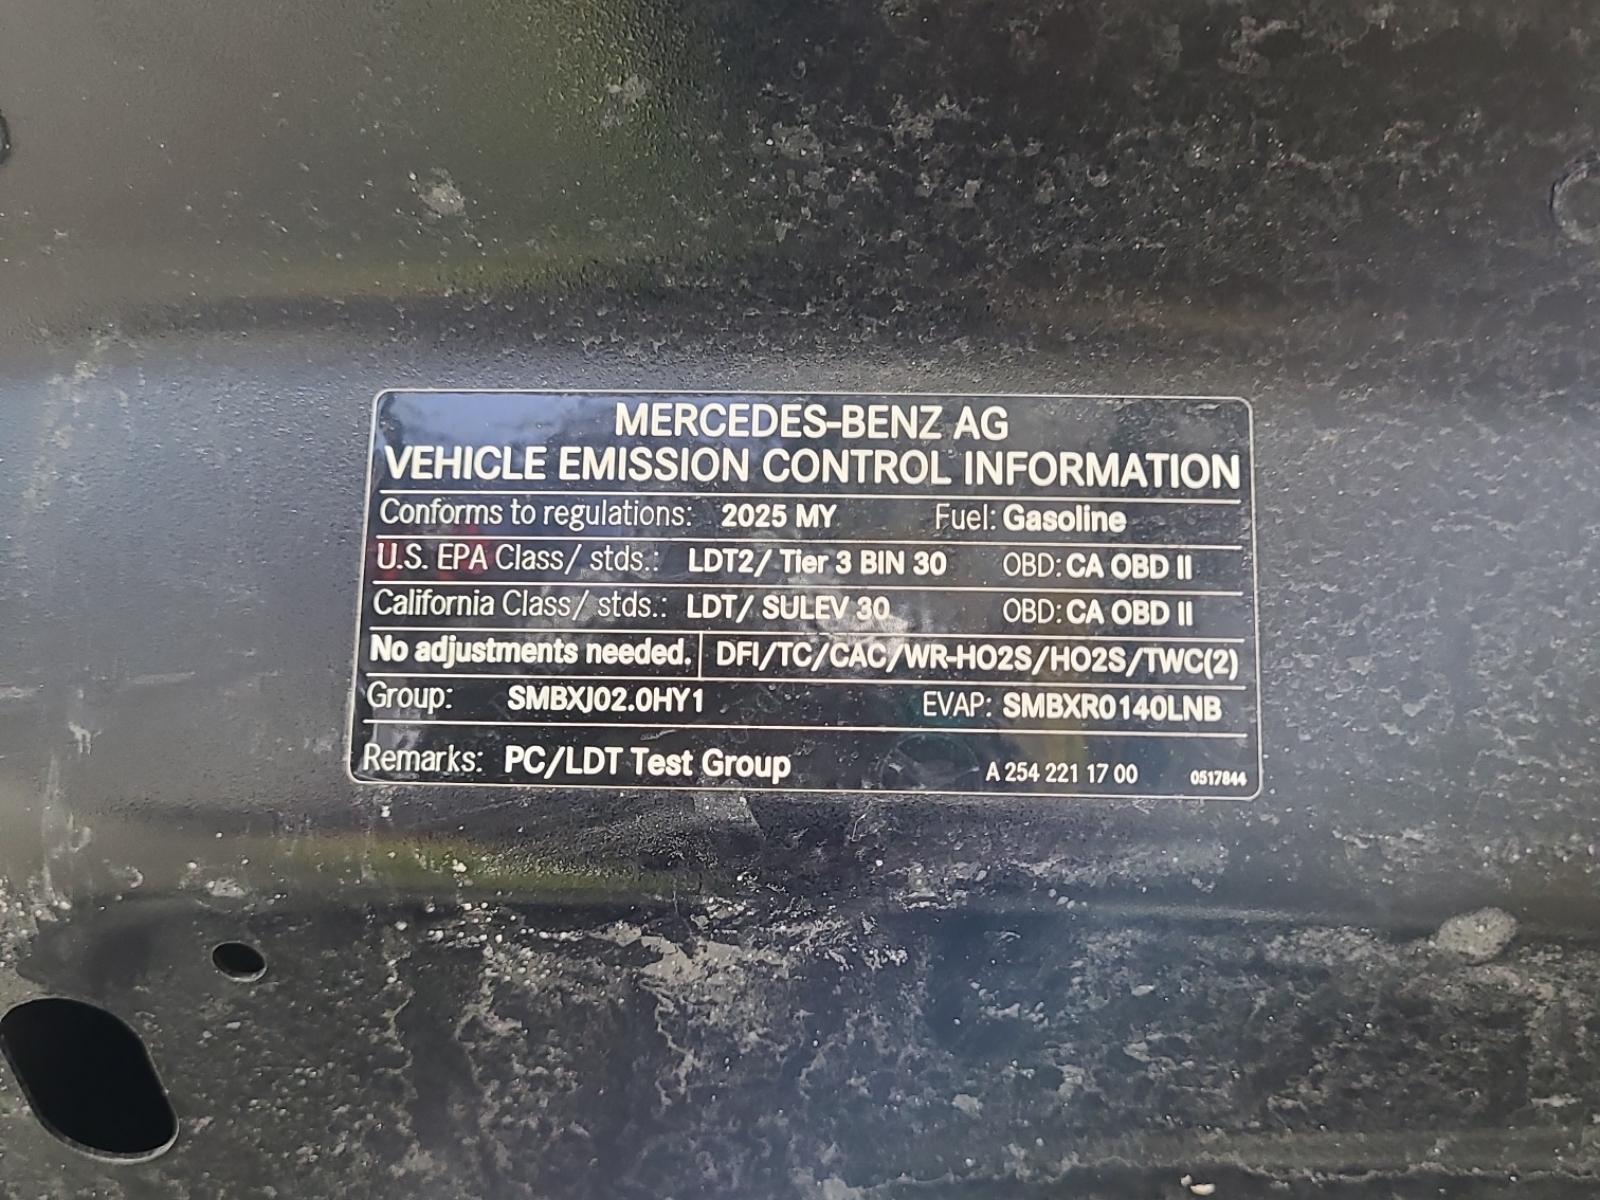 MERCEDES-BENZ AG
VEHICLE EMISSION CONTROL INFORMATION
Conforms to regulations: 2025 MY Fuel: Gasoline
U.S. EPA Class/ stds.: LDT2/ Tier 3 BIN 30 OBD: CA OBD II
California Class/ stds.: LDT/ SULEV 30 OBD: CA OBD II
No adjustments needed. DFI/TC/CAC/WR-HO2S/HO2S/TWC(2)
Group: SMBXJ02.0HY1 EVAP: SMBXR0140LNB
Remarks: PC/LDT Test Group A 254 221 17 00 0517844